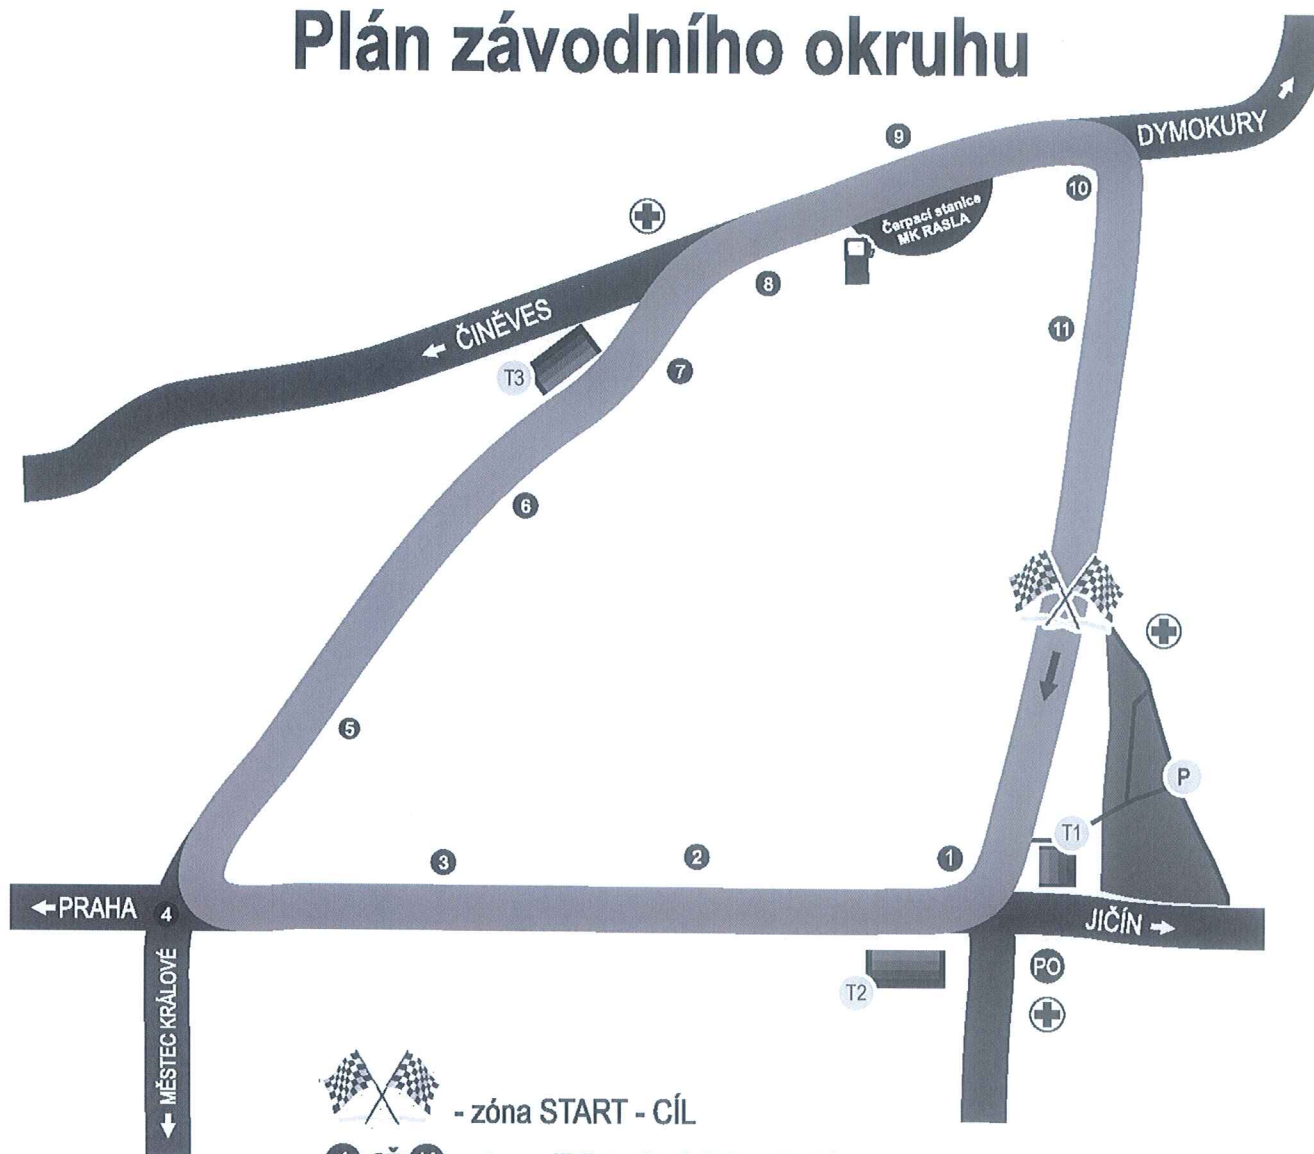 Plán závodního okruhu
DYMOKURY
9
10
Čerpací stanice
MK RASLA
8
11
ČINĚVES
T3
7
6
5
P
T1
1
2
3
PRAHA
4
JIČÍN
MĚSTEC KRÁLOVÉ
T2
PO
- zóna START - CÍL